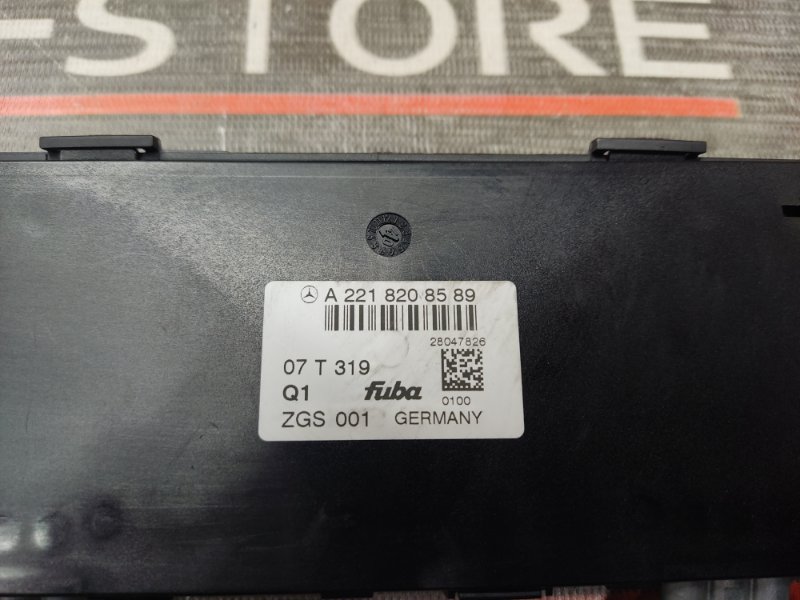 -STORE
A 221 820 85 89
28047826
07 T 319
Q1 fuba 0100
ZGS 001 GERMANY